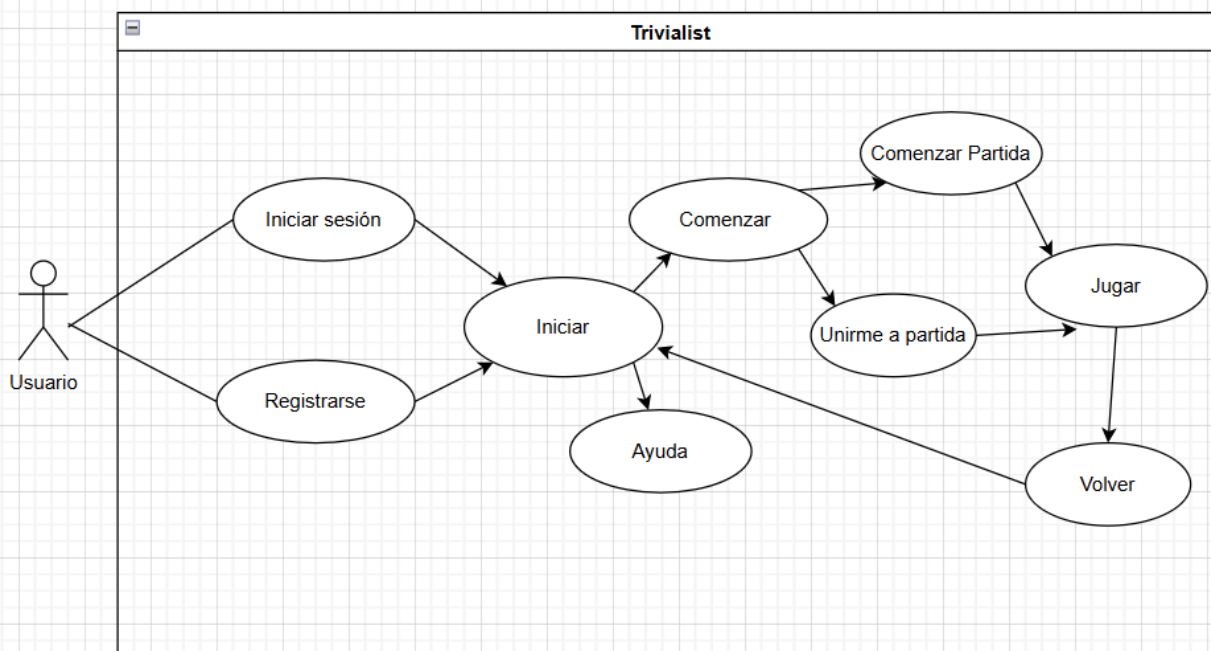 Trivialist
Comenzar Partida
Iniciar sesión
Comenzar
Jugar
Iniciar
Unirme a partida
Usuario
Registrarse
Ayuda
Volver